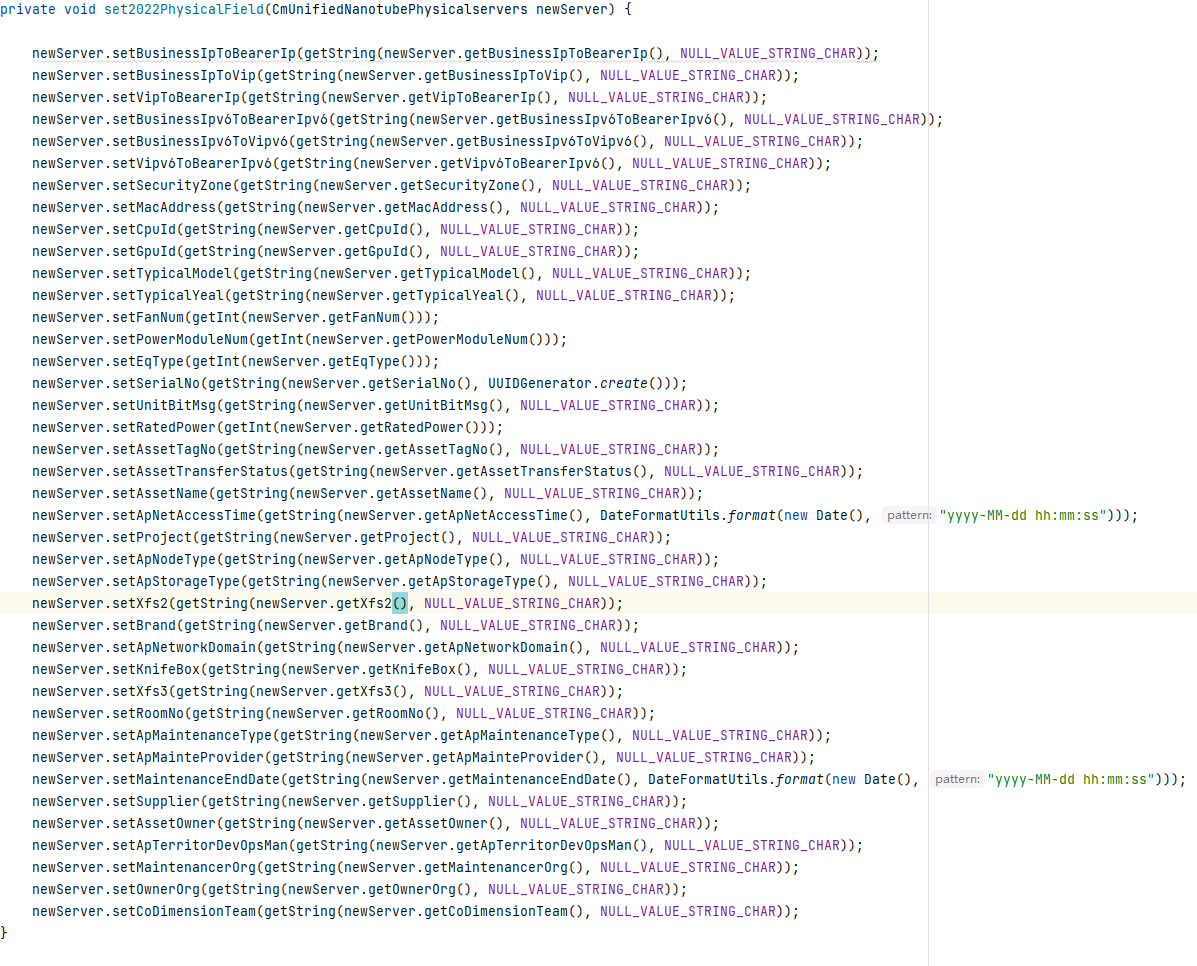 private void set2022PhysicalField(CmUnifiedNanotubePhysicalservers newServer) {
newServer.setBusinessIpToBearerIp(getString(newServer.getBusinessIpToBearerIp(), NULL_VALUE_STRING_CHAR));
newServer.setBusinessIpToVip(getString(newServer.getBusinessIpToVip(), NULL_VALUE_STRING_CHAR));
newServer.setVipToBearerIp(getString(newServer.getVipToBearerIp(), NULL_VALUE_STRING_CHAR));
newServer.setBusinessIpv6ToBearerIpv6(getString(newServer.getBusinessIpv6ToBearerIpv6(), NULL_VALUE_STRING_CHAR));
newServer.setBusinessIpv6ToVipv6(getString(newServer.getBusinessIpv6ToVipv6(), NULL_VALUE_STRING_CHAR));
newServer.setVipv6ToBearerIpv6(getString(newServer.getVipv6ToBearerIpv6(), NULL_VALUE_STRING_CHAR));
newServer.setSecurityZone(getString(newServer.getSecurityZone(), NULL_VALUE_STRING_CHAR));
newServer.setMacAddress(getString(newServer.getMacAddress(), NULL_VALUE_STRING_CHAR));
newServer.setCpuId(getString(newServer.getCpuId(), NULL_VALUE_STRING_CHAR));
newServer.setGpuId(getString(newServer.getGpuId(), NULL_VALUE_STRING_CHAR));
newServer.setTypicalModel(getString(newServer.getTypicalModel(), NULL_VALUE_STRING_CHAR));
newServer.setTypicalYeal(getString(newServer.getTypicalYeal(), NULL_VALUE_STRING_CHAR));
newServer.setFanNum(getInt(newServer.getFanNum()));
newServer.setPowerModuleNum(getInt(newServer.getPowerModuleNum()));
newServer.setEqType(getInt(newServer.getEqType()));
newServer.setSerialNo(getString(newServer.getSerialNo(), UUIDGenerator.create()));
newServer.setUnitBitMsg(getString(newServer.getUnitBitMsg(), NULL_VALUE_STRING_CHAR));
newServer.setRatedPower(getInt(newServer.getRatedPower()));
newServer.setAssetTagNo(getString(newServer.getAssetTagNo(), NULL_VALUE_STRING_CHAR));
newServer.setAssetTransferStatus(getString(newServer.getAssetTransferStatus(), NULL_VALUE_STRING_CHAR));
newServer.setAssetName(getString(newServer.getAssetName(), NULL_VALUE_STRING_CHAR));
newServer.setApNetAccessTime(getString(newServer.getApNetAccessTime(), DateFormatUtils.format(new Date(), pattern: "yyyy-MM-dd hh:mm:ss")));
newServer.setProject(getString(newServer.getProject(), NULL_VALUE_STRING_CHAR));
newServer.setApNodeType(getString(newServer.getApNodeType(), NULL_VALUE_STRING_CHAR));
newServer.setApStorageType(getString(newServer.getApStorageType(), NULL_VALUE_STRING_CHAR));
newServer.setXfs2(getString(newServer.getXfs2(), NULL_VALUE_STRING_CHAR));
newServer.setBrand(getString(newServer.getBrand(), NULL_VALUE_STRING_CHAR));
newServer.setApNetworkDomain(getString(newServer.getApNetworkDomain(), NULL_VALUE_STRING_CHAR));
newServer.setKnifeBox(getString(newServer.getKnifeBox(), NULL_VALUE_STRING_CHAR));
newServer.setXfs3(getString(newServer.getXfs3(), NULL_VALUE_STRING_CHAR));
newServer.setRoomNo(getString(newServer.getRoomNo(), NULL_VALUE_STRING_CHAR));
newServer.setApMaintenanceType(getString(newServer.getApMaintenanceType(), NULL_VALUE_STRING_CHAR));
newServer.setApMainteProvider(getString(newServer.getApMainteProvider(), NULL_VALUE_STRING_CHAR));
newServer.setMaintenanceEndDate(getString(newServer.getMaintenanceEndDate(), DateFormatUtils.format(new Date(), pattern: "yyyy-MM-dd hh:mm:ss")));
newServer.setSupplier(getString(newServer.getSupplier(), NULL_VALUE_STRING_CHAR));
newServer.setAssetOwner(getString(newServer.getAssetOwner(), NULL_VALUE_STRING_CHAR));
newServer.setApTerritorDevOpsMan(getString(newServer.getApTerritorDevOpsMan(), NULL_VALUE_STRING_CHAR));
newServer.setMaintenancerOrg(getString(newServer.getMaintenancerOrg(), NULL_VALUE_STRING_CHAR));
newServer.setOwnerOrg(getString(newServer.getOwnerOrg(), NULL_VALUE_STRING_CHAR));
newServer.setCoDimensionTeam(getString(newServer.getCoDimensionTeam(), NULL_VALUE_STRING_CHAR));
}